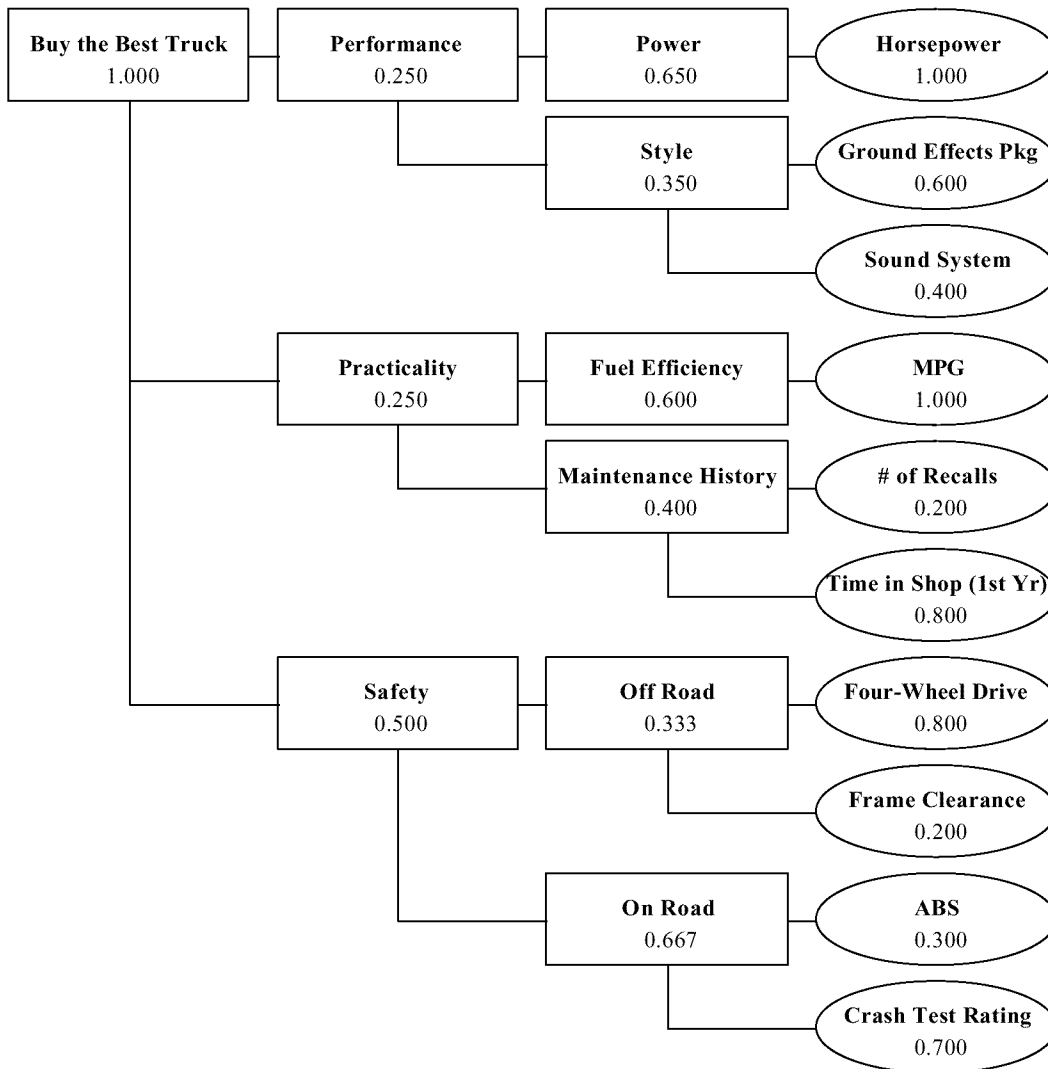 Buy the Best Truck
1.000
Performance
0.250
Power
0.650
Horsepower
1.000
Style
0.350
Ground Effects Pkg
0.600
Sound System
0.400
Practicality
0.250
Fuel Efficiency
0.600
MPG
1.000
Maintenance History
0.400
# of Recalls
0.200
Time in Shop (1st Yr)
0.800
Safety
0.500
Off Road
0.333
Four-Wheel Drive
0.800
Frame Clearance
0.200
On Road
0.667
ABS
0.300
Crash Test Rating
0.700